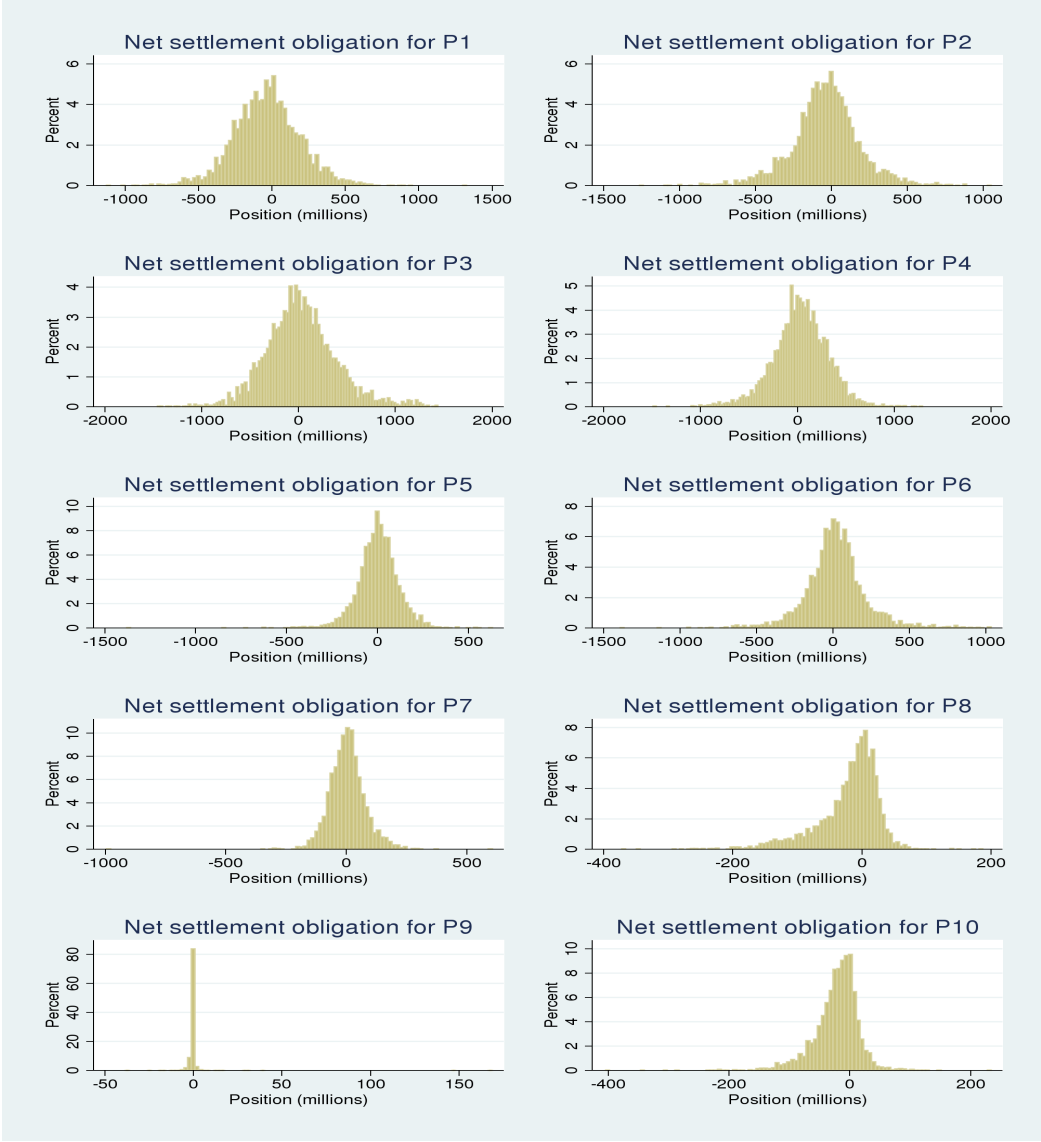 Net settlement obligation for P1
Percent
6
4
2
0
-1000 -500 0 500 1000 1500
Position (millions)
Net settlement obligation for P2
Percent
6
4
2
0
-1500 -1000 -500 0 500 1000
Position (millions)
Net settlement obligation for P3
Percent
4
3
2
1
0
-2000 -1000 0 1000 2000
Position (millions)
Net settlement obligation for P4
Percent
5
4
3
2
1
0
-2000 -1000 0 1000 2000
Position (millions)
Net settlement obligation for P5
Percent
10
8
6
4
2
0
-1500 -1000 -500 0 500
Position (millions)
Net settlement obligation for P6
Percent
8
6
4
2
0
-1500 -1000 -500 0 500 1000
Position (millions)
Net settlement obligation for P7
Percent
10
8
6
4
2
0
-1000 -500 0 500
Position (millions)
Net settlement obligation for P8
Percent
8
6
4
2
0
-400 -200 0 200
Position (millions)
Net settlement obligation for P9
Percent
80
60
40
20
0
-50 0 50 100 150
Position (millions)
Net settlement obligation for P10
Percent
10
8
6
4
2
0
-400 -200 0 200
Position (millions)